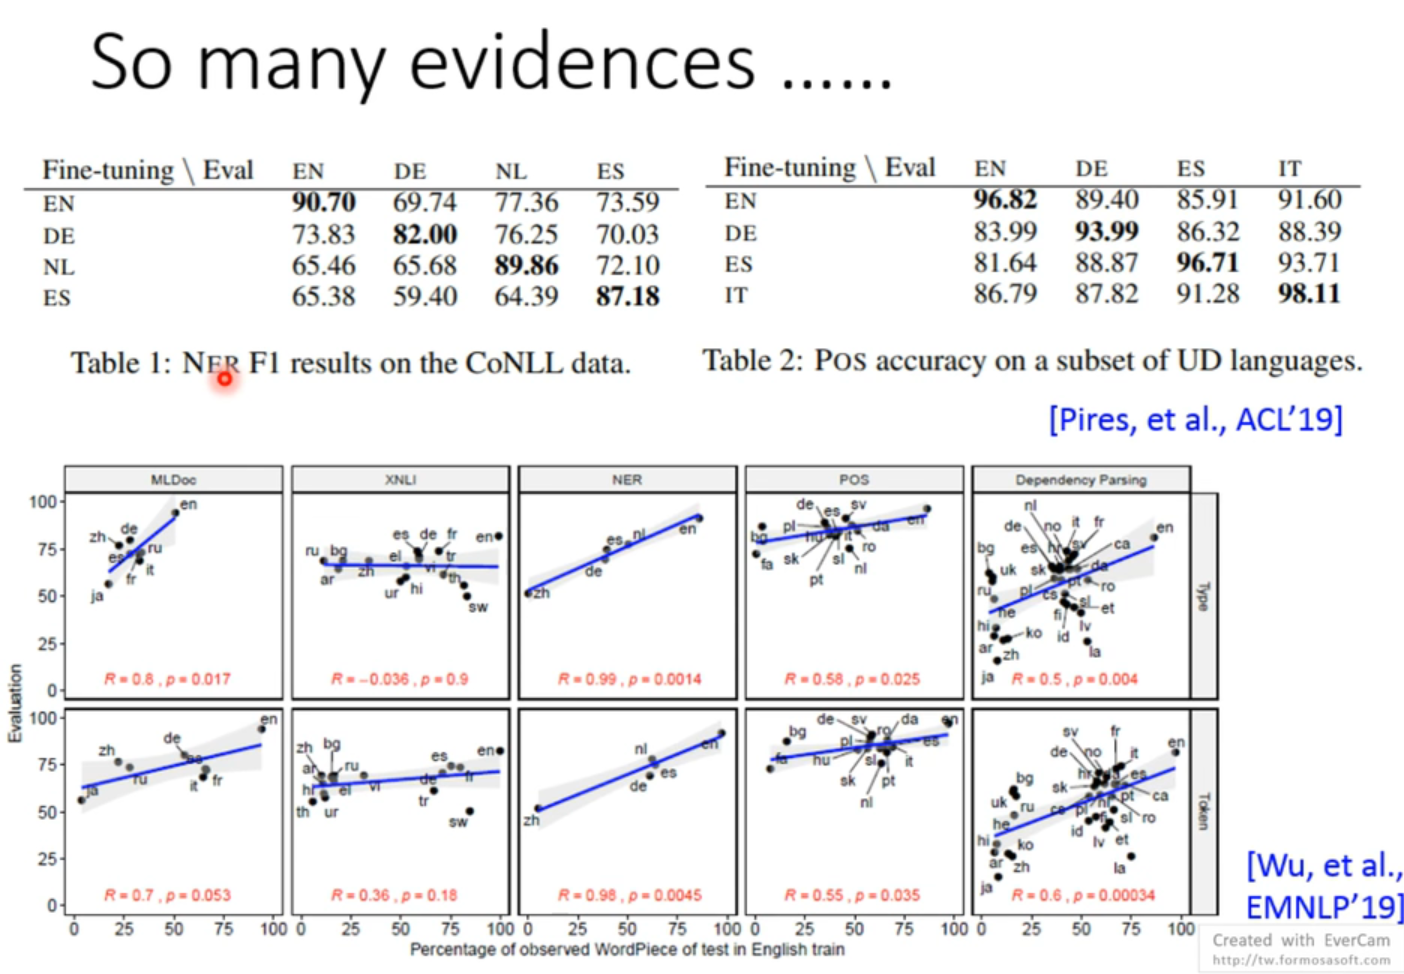 So many evidences ......
Fine-tuning \ Eval EN DE NL ES
EN 90.70 69.74 77.36 73.59
DE 73.83 82.00 76.25 70.03
NL 65.46 65.68 89.86 72.10
ES 65.38 59.40 64.39 87.18
Table 1: NER F1 results on the CoNLL data.
Fine-tuning \ Eval EN DE ES IT
EN 96.82 89.40 85.91 91.60
DE 83.99 93.99 86.32 88.39
ES 81.64 88.87 96.71 93.71
IT 86.79 87.82 91.28 98.11
Table 2: POS accuracy on a subset of UD languages.
[Pires, et al., ACL'19]
Evaluation
MLDoc
100
75
50
25
0
en
de
zh
ru
es
it
fr
ja
R = 0.8 , p = 0.017
XNLI
es de fr en
ru bg el tr
zh vi th
ar
ur hi
sw
R = −0.036 , p = 0.9
NER
en
nl
es
de
zh
R = 0.99 , p = 0.0014
POS
de es sv
pl da en
bg hu it
fa sk sl ro
pt nl
R = 0.58 , p = 0.025
Dependency Parsing
nl
de no it fr en
bg es hr sv ca
uk sk da
ru pl pt ro
he cs sl et
hi fi
ar ko id lv
zh la
ja R = 0.5 , p = 0.004
Type
100
75
50
25
0
en
de
zh
ru it fr
ja
R = 0.7 , p = 0.053
zh bg
ar ru es en
hi el vi de fr
th ur tr
sw
R = 0.36 , p = 0.18
nl en
es
de
zh
R = 0.98 , p = 0.0045
de sv da en
bg pl ro es
fa hu sl it
sk pt
nl
R = 0.55 , p = 0.035
sv fr
de no it en
bg hr es
uk sk pt ca
he cs pl sl ro
hi id
ko lv et
ar zh la
ja R = 0.6 , p = 0.00034
Token
0 25 50 75 100 0 25 50 75 100 0 25 50 75 100 0 25 50 75 100 0 25 50 75 100
Percentage of observed WordPiece of test in English train
[Wu, et al.,
EMNLP'19]
Created with EverCam
http://tw.formosasoft.com